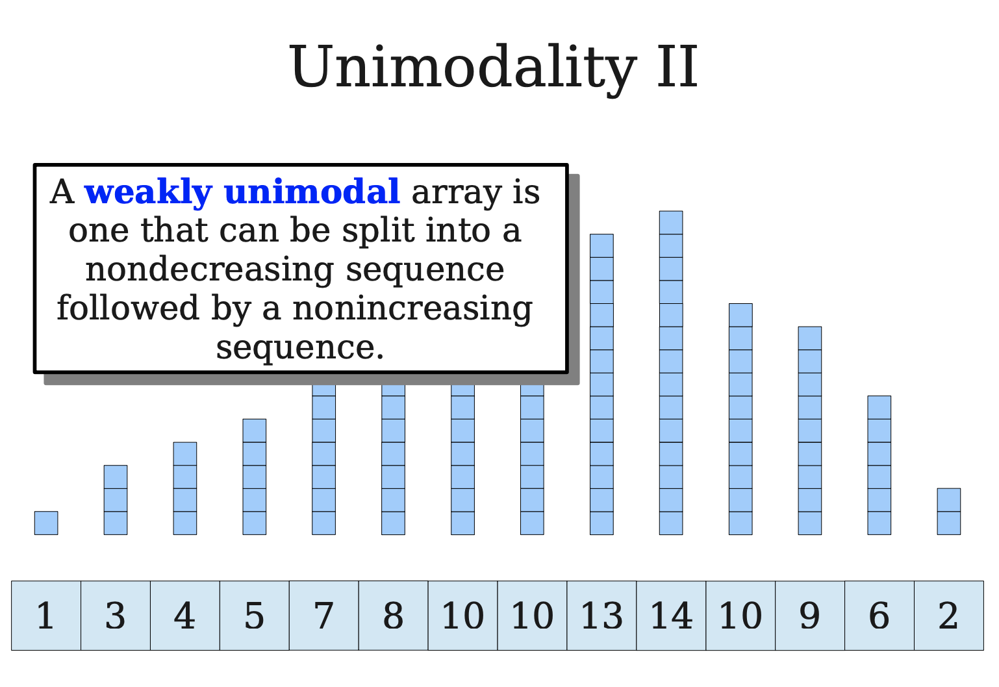 Unimodality II
A weakly unimodal array is
one that can be split into a
nondecreasing sequence
followed by a nonincreasing
sequence.
1 3 4 5 7 8 10 10 13 14 10 9 6 2